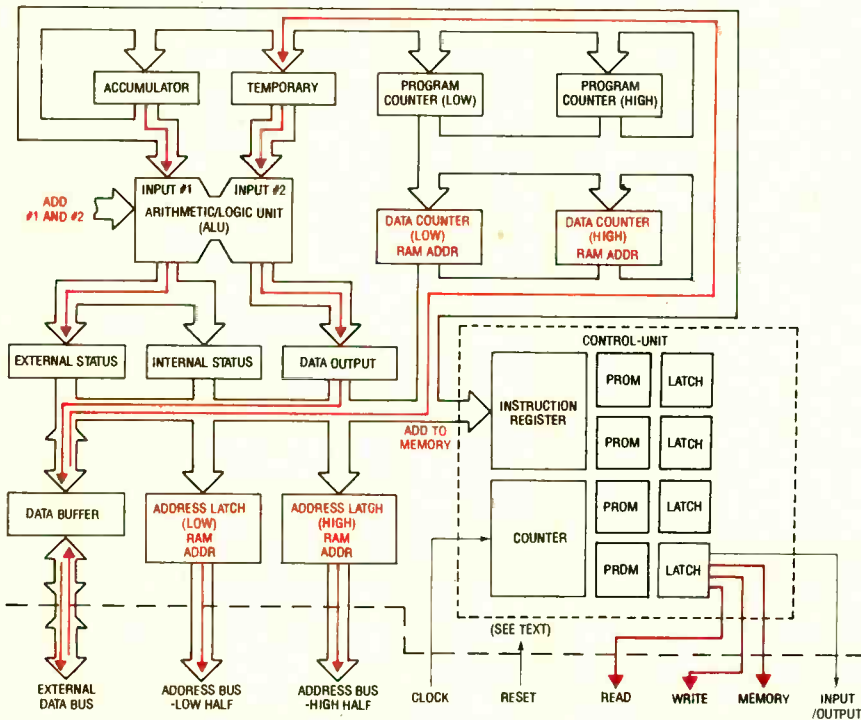 ACCUMULATOR
TEMPORARY
PROGRAM
COUNTER (LOW)
PROGRAM
COUNTER (HIGH)
INPUT #1
INPUT #2
ARITHMETIC/LOGIC UNIT
(ALU)
ADD
#1 AND #2
DATA COUNTER
(LOW)
RAM ADDR
DATA COUNTER
(HIGH)
RAM ADDR
EXTERNAL STATUS
INTERNAL STATUS
DATA OUTPUT
CONTROL-UNIT
INSTRUCTION
REGISTER
PROM
LATCH
PROM
LATCH
ADD TO
MEMORY
DATA BUFFER
ADDRESS LATCH
(LOW)
RAM
ADDR
ADDRESS LATCH
(HIGH)
RAM
ADDR
COUNTER
PROM
LATCH
PROM
LATCH
(SEE TEXT)
EXTERNAL
DATA BUS
ADDRESS BUS
-LOW HALF
ADDRESS BUS
-HIGH HALF
CLOCK
RESET
READ
WRITE
MEMORY
INPUT
/OUTPUT